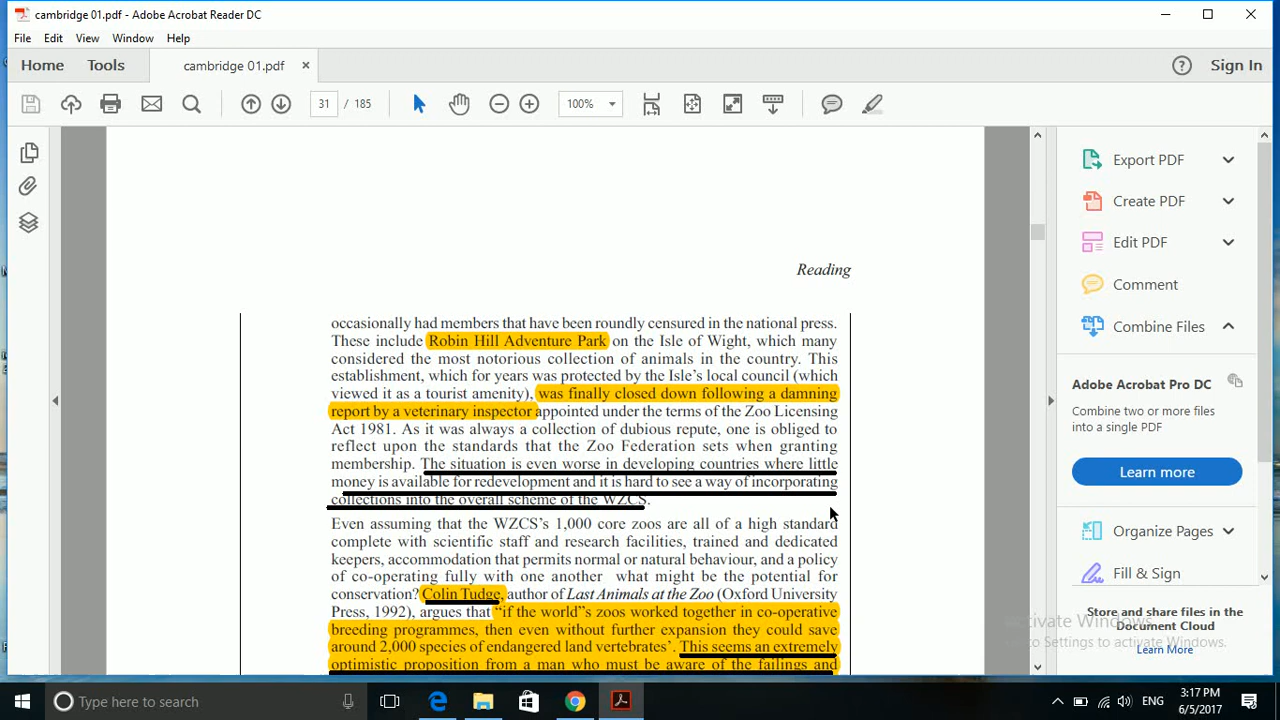 cambridge 01.pdf - Adobe Acrobat Reader DC
File Edit View Window Help
Home Tools cambridge 01.pdf × Sign In
31 / 185 100%
Reading
occasionally had members that have been roundly censured in the national press.
These include Robin Hill Adventure Park on the Isle of Wight, which many
considered the most notorious collection of animals in the country. This
establishment, which for years was protected by the Isle's local council (which
viewed it as a tourist amenity), was finally closed down following a damning
report by a veterinary inspector appointed under the terms of the Zoo Licensing
Act 1981. As it was always a collection of dubious repute, one is obliged to
reflect upon the standards that the Zoo Federation sets when granting
membership. The situation is even worse in developing countries where little
money is available for redevelopment and it is hard to see a way of incorporating
collections into the overall scheme of the WZCS.
Even assuming that the WZCS's 1,000 core zoos are all of a high standard
complete with scientific staff and research facilities, trained and dedicated
keepers, accommodation that permits normal or natural behaviour, and a policy
of co-operating fully with one another what might be the potential for
conservation? Colin Tudge, author of Last Animals at the Zoo (Oxford University
Press, 1992), argues that "if the world"s zoos worked together in co-operative
breeding programmes, then even without further expansion they could save
around 2,000 species of endangered land vertebrates'. This seems an extremely
optimistic proposition from a man who must be aware of the failings and
Export PDF
Create PDF
Edit PDF
Comment
Combine Files
Adobe Acrobat Pro DC
Combine two or more files
into a single PDF
Learn more
Organize Pages
Fill & Sign
Store and share files in the
Document Cloud
Learn More
Activate Windows
Go to Settings to activate Windows.
Type here to search
ENG
3:17 PM
6/5/2017